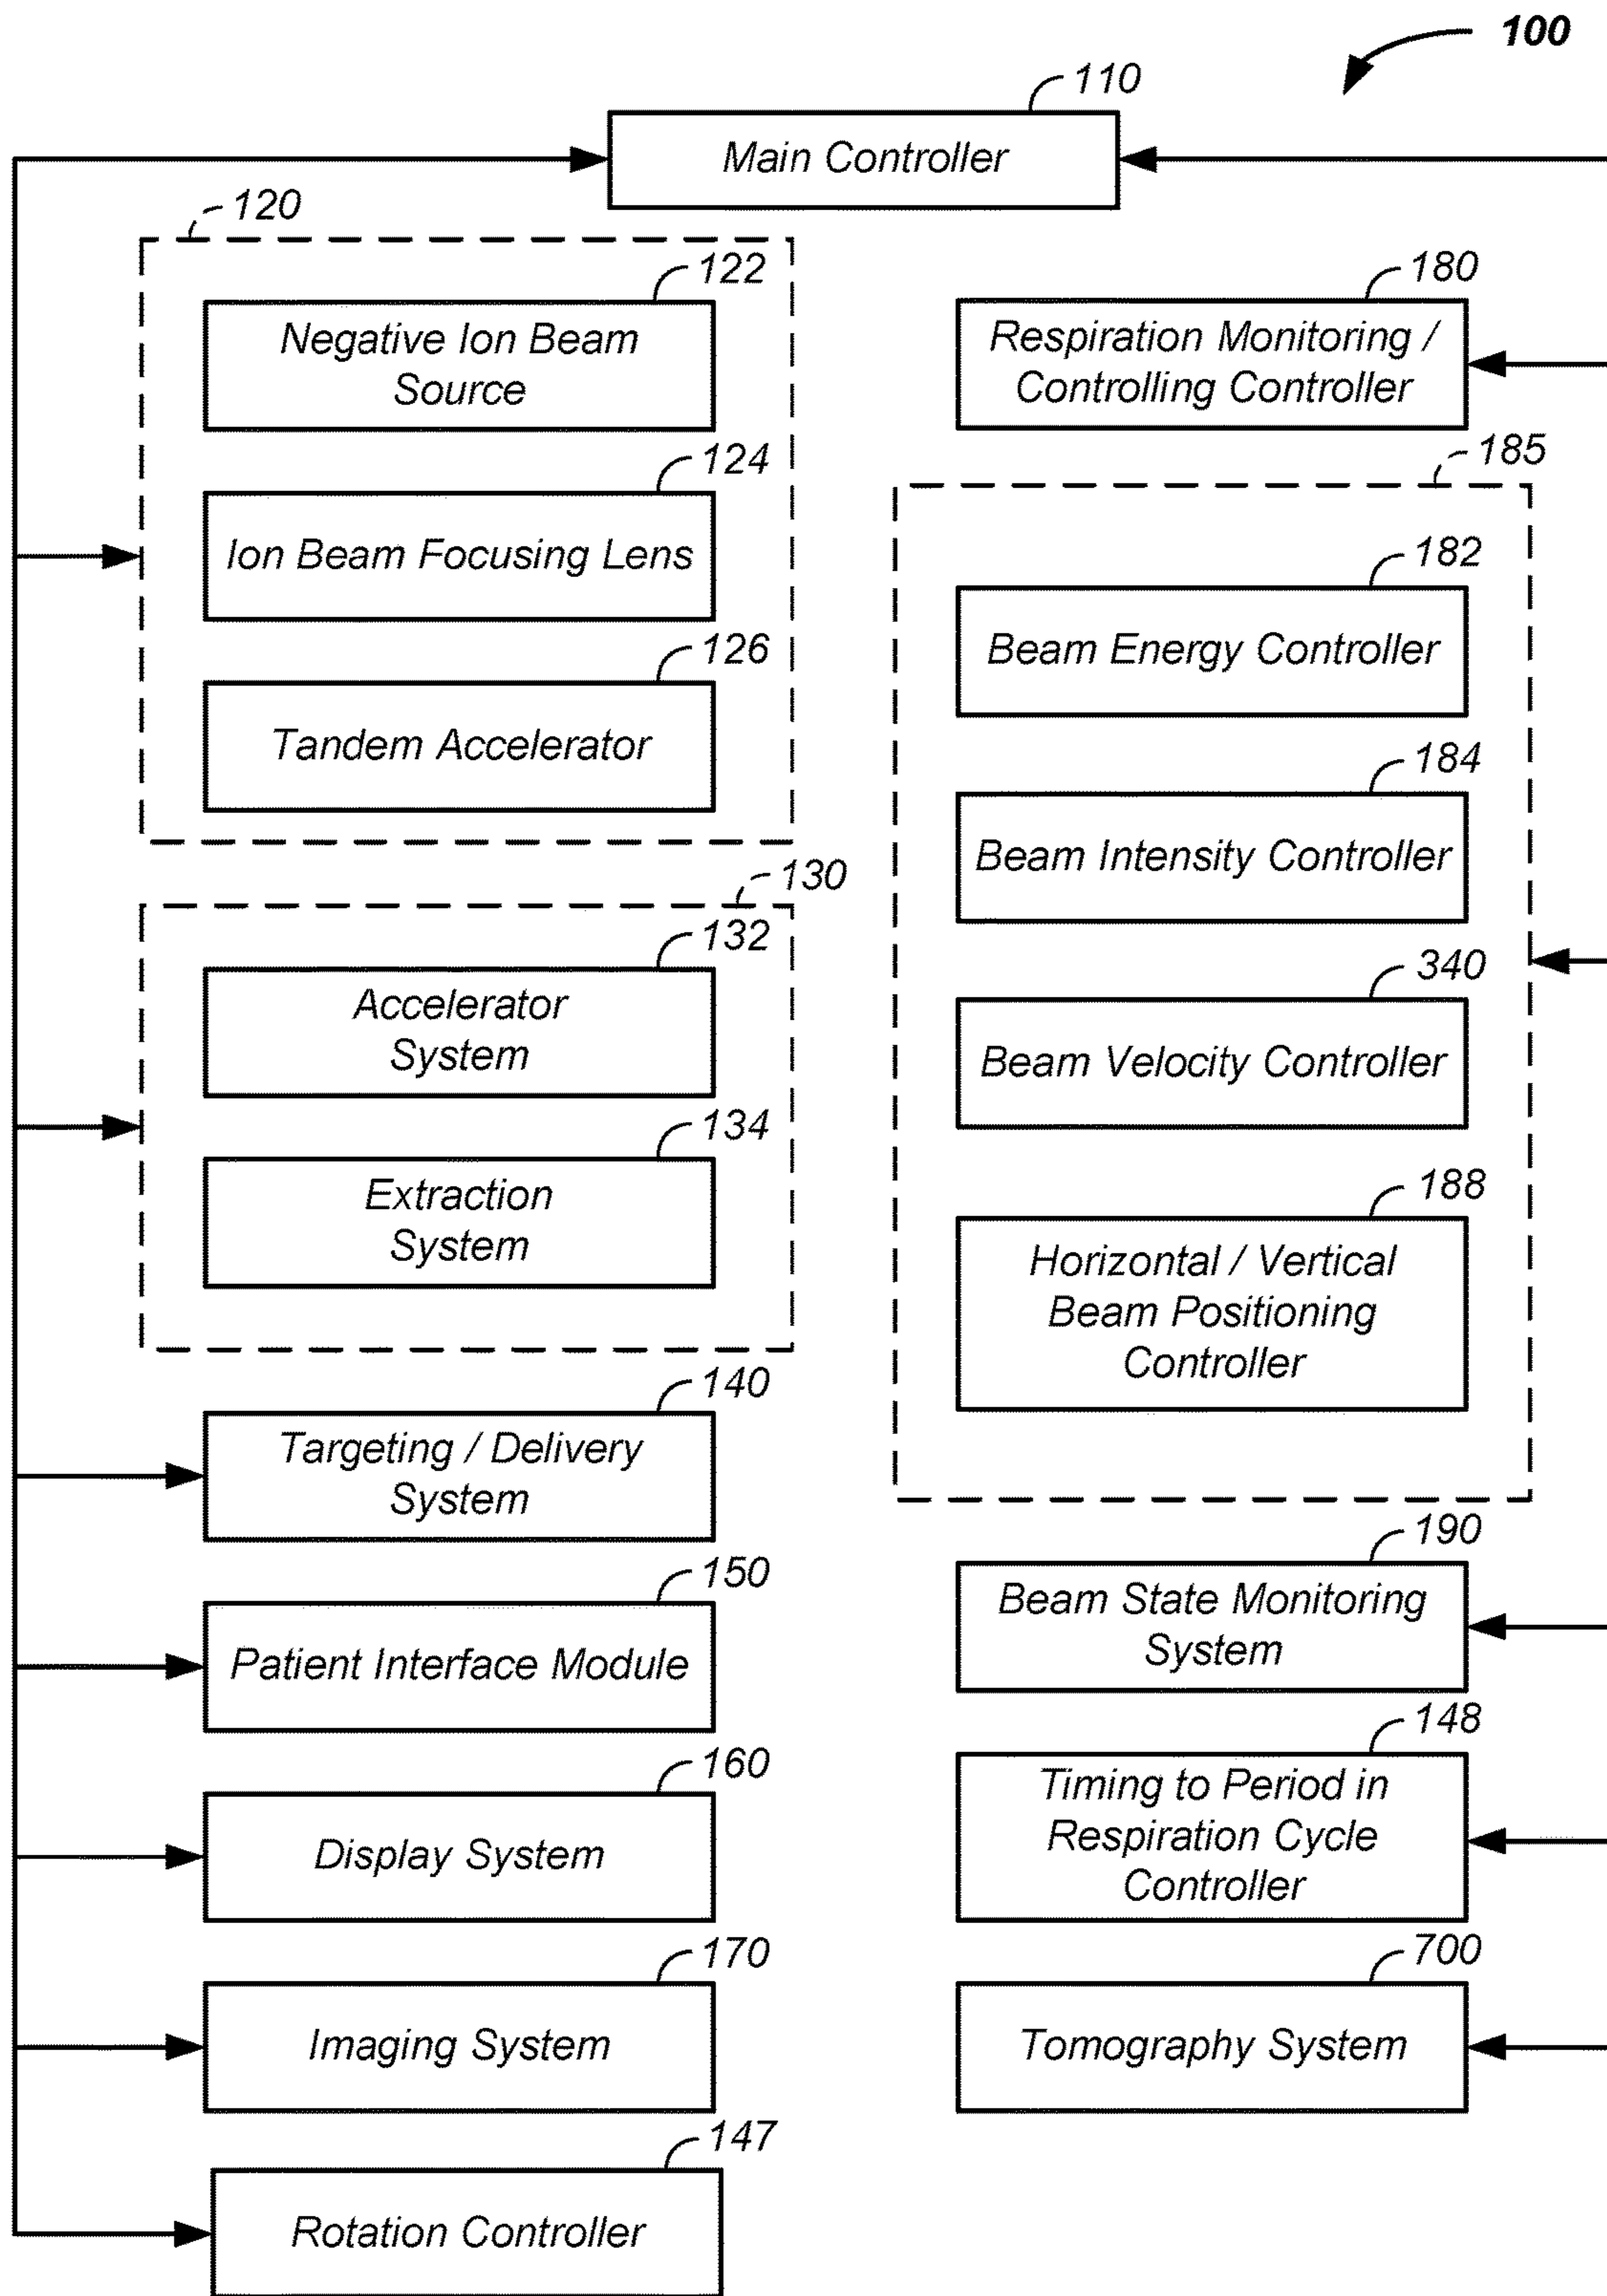 100
110
Main Controller
120
122
Negative Ion Beam
Source
124
Ion Beam Focusing Lens
126
Tandem Accelerator
130
132
Accelerator
System
134
Extraction
System
140
Targeting / Delivery
System
150
Patient Interface Module
160
Display System
170
Imaging System
147
Rotation Controller
180
Respiration Monitoring /
Controlling Controller
185
182
Beam Energy Controller
184
Beam Intensity Controller
340
Beam Velocity Controller
188
Horizontal / Vertical
Beam Positioning
Controller
190
Beam State Monitoring
System
148
Timing to Period in
Respiration Cycle
Controller
700
Tomography System